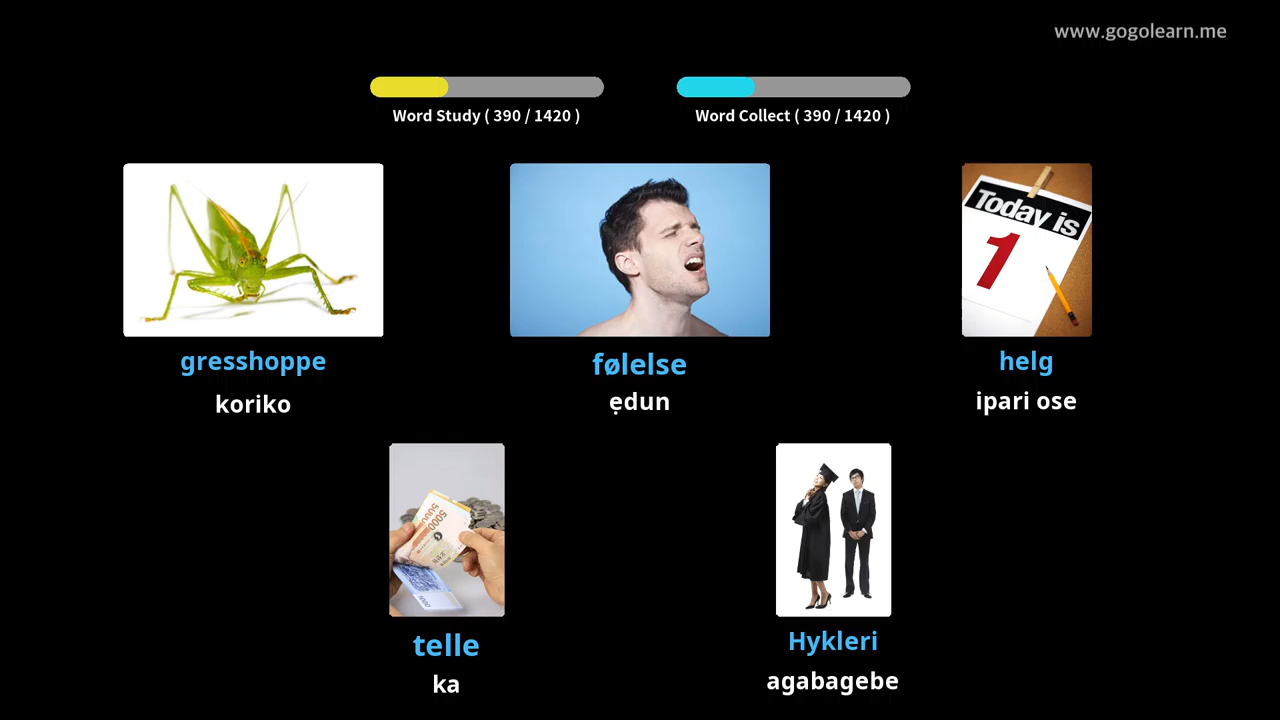 www.gogolearn.me
Word Study ( 390 / 1420 )
Word Collect ( 390 / 1420 )
Today is
1
gresshoppe
følelse
helg
koriko
ẹdun
ipari ose
5000
telle
Hykleri
ka
agabagebe